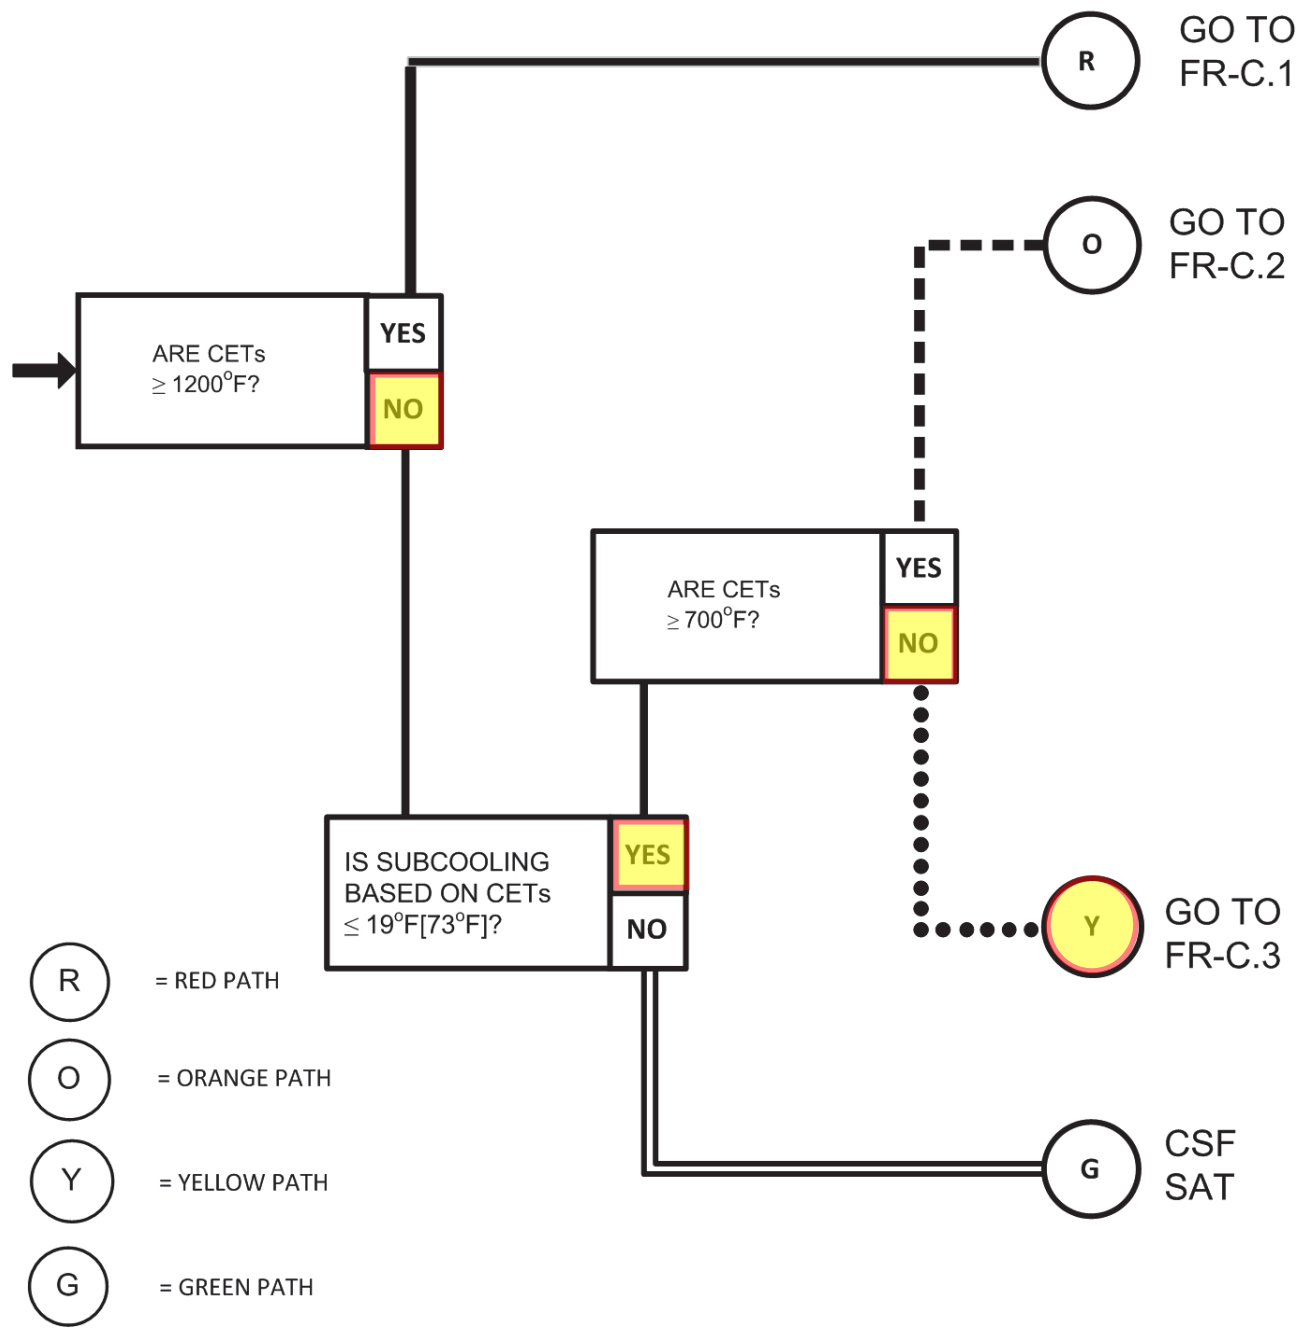 R
GO TO
FR-C.1
O
GO TO
FR-C.2
ARE CETs
≥ 1200°F?
YES
NO
ARE CETs
≥ 700°F?
YES
NO
IS SUBCOOLING
BASED ON CETs
≤ 19°F[73°F]?
YES
NO
Y
GO TO
FR-C.3
G
CSF
SAT
R = RED PATH
O = ORANGE PATH
Y = YELLOW PATH
G = GREEN PATH